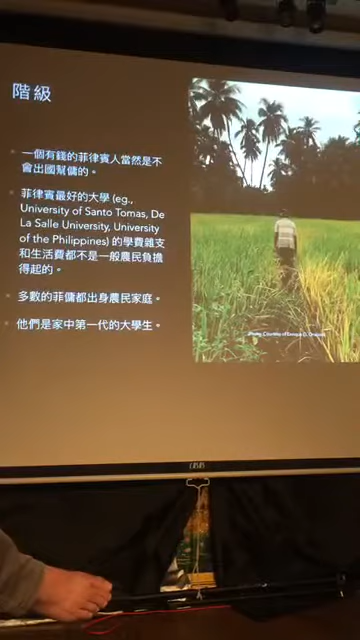 階級
一個有錢的菲律賓人當然是不
會出國幫傭的。
菲律賓最好的大學(eg.,
University of Santo Tomas, De
La Salle University, University
of the Philippines)的學費雜支
和生活費都不是一般農民負擔
得起的。
多數的菲傭都出身農民家庭。
他們是家中第一代的大學生。